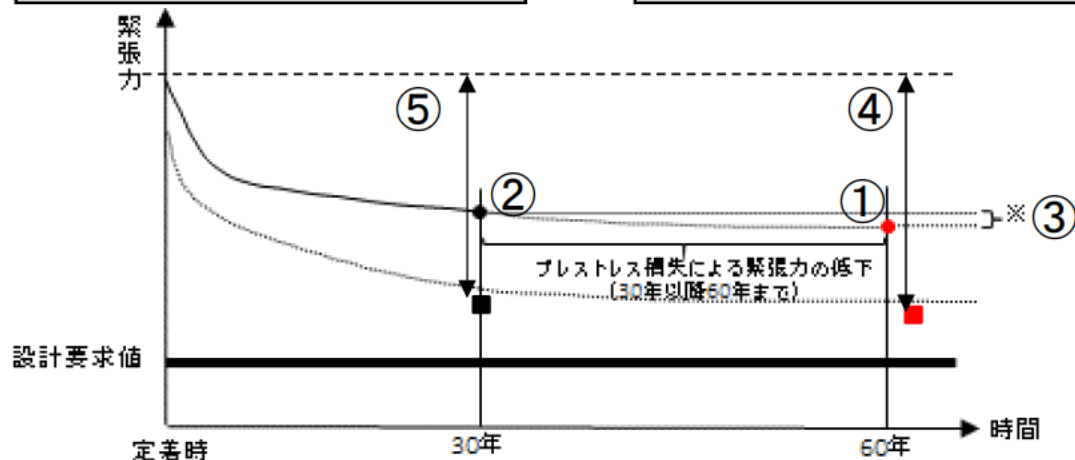 緊
張
力
⑤
④
②
①
※ ③
プレストレス損失による緊張力の低下
(30年以降60年まで)
設計要求値
定着時
30年
60年
時間